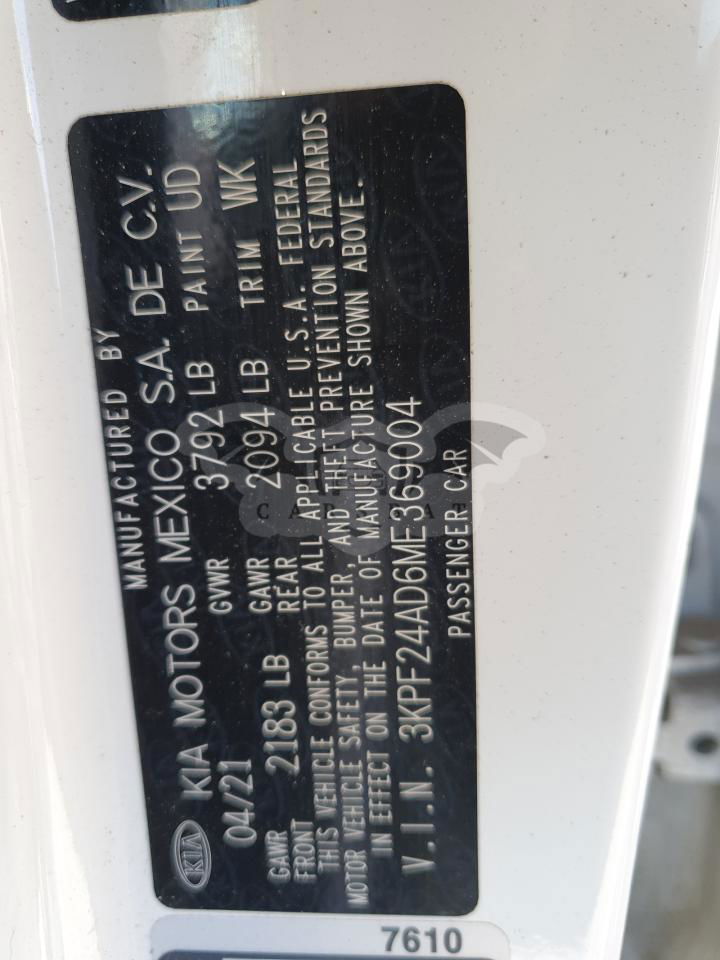 MANUFACTURED BY
KIA KIA MOTORS MEXICO S.A. DE C.V.
04/21 GVWR 3792 LB PAINT UD
GAWR FRONT 2183 LB GAWR REAR 2094 LB TRIM WK
THIS VEHICLE CONFORMS TO ALL APPLICABLE U.S.A. FEDERAL
MOTOR VEHICLE SAFETY, BUMPER, AND THEFT PREVENTION STANDARDS
IN EFFECT ON THE DATE OF MANUFACTURE SHOWN ABOVE.
V.I.N. 3KPF24AD6ME369004
PASSENGER CAR
7610